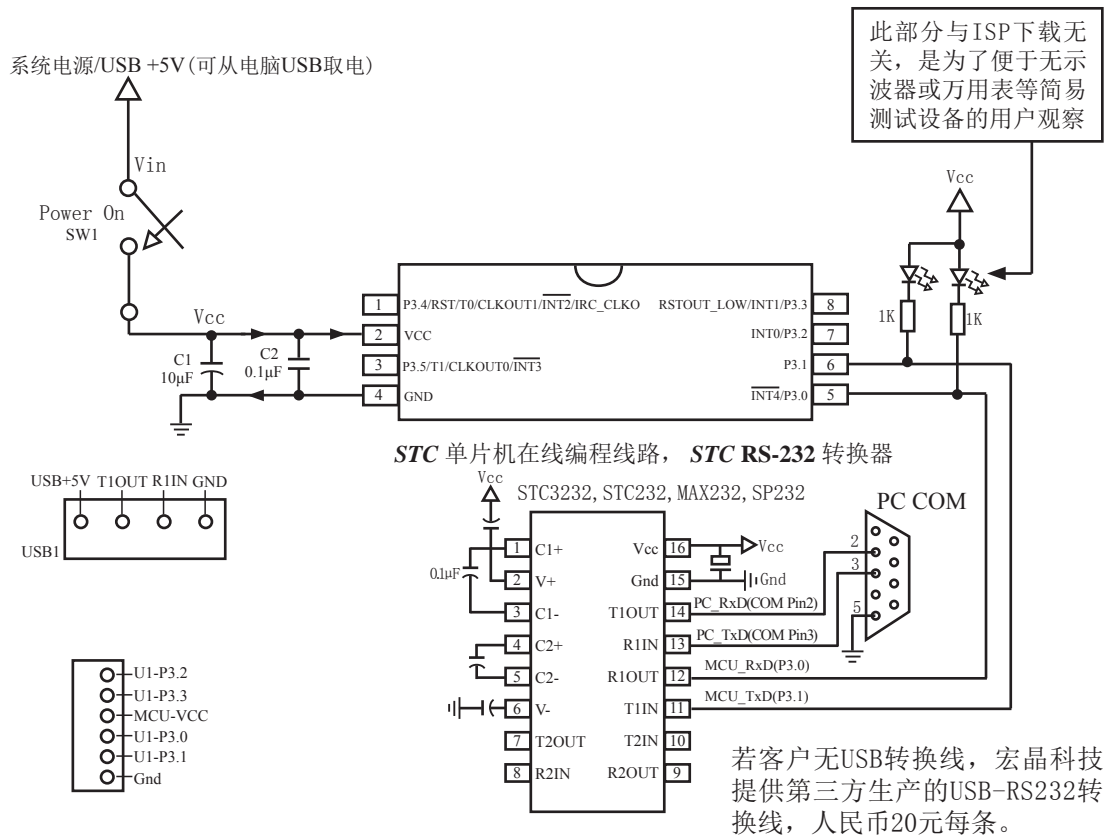 此部分与ISP下载无
关，是为了便于无示
波器或万用表等简易
测试设备的用户观察
系统电源/USB +5V(可从电脑USB取电)
Vin
Power On
SW1
Vcc
C1
10μF
C2
0.1μF
Vcc
1K
1K
1 P3.4/RST/T0/CLKOUT1/INT2/IRC_CLKO RSTOUT_LOW/INT1/P3.3 8
2 VCC INT0/P3.2 7
3 P3.5/T1/CLKOUT0/INT3 P3.1 6
4 GND INT4/P3.0 5
STC 单片机在线编程线路， STC RS-232 转换器
USB+5V T1OUT R1IN GND
USB1
Vcc
STC3232,STC232,MAX232,SP232
PC COM
0.1μF
1 C1+ Vcc 16 Vcc
2 V+ Gnd 15 Gnd
3 C1- T1OUT 14 PC_RxD(COM Pin2)
4 C2+ R1IN 13 PC_TxD(COM Pin3)
5 C2- R1OUT 12 MCU_RxD(P3.0)
6 V- T1IN 11 MCU_TxD(P3.1)
7 T2OUT T2IN 10
8 R2IN R2OUT 9
2
3
5
U1-P3.2
U1-P3.3
MCU-VCC
U1-P3.0
U1-P3.1
Gnd
若客户无USB转换线，宏晶科技
提供第三方生产的USB-RS232转
换线，人民币20元每条。